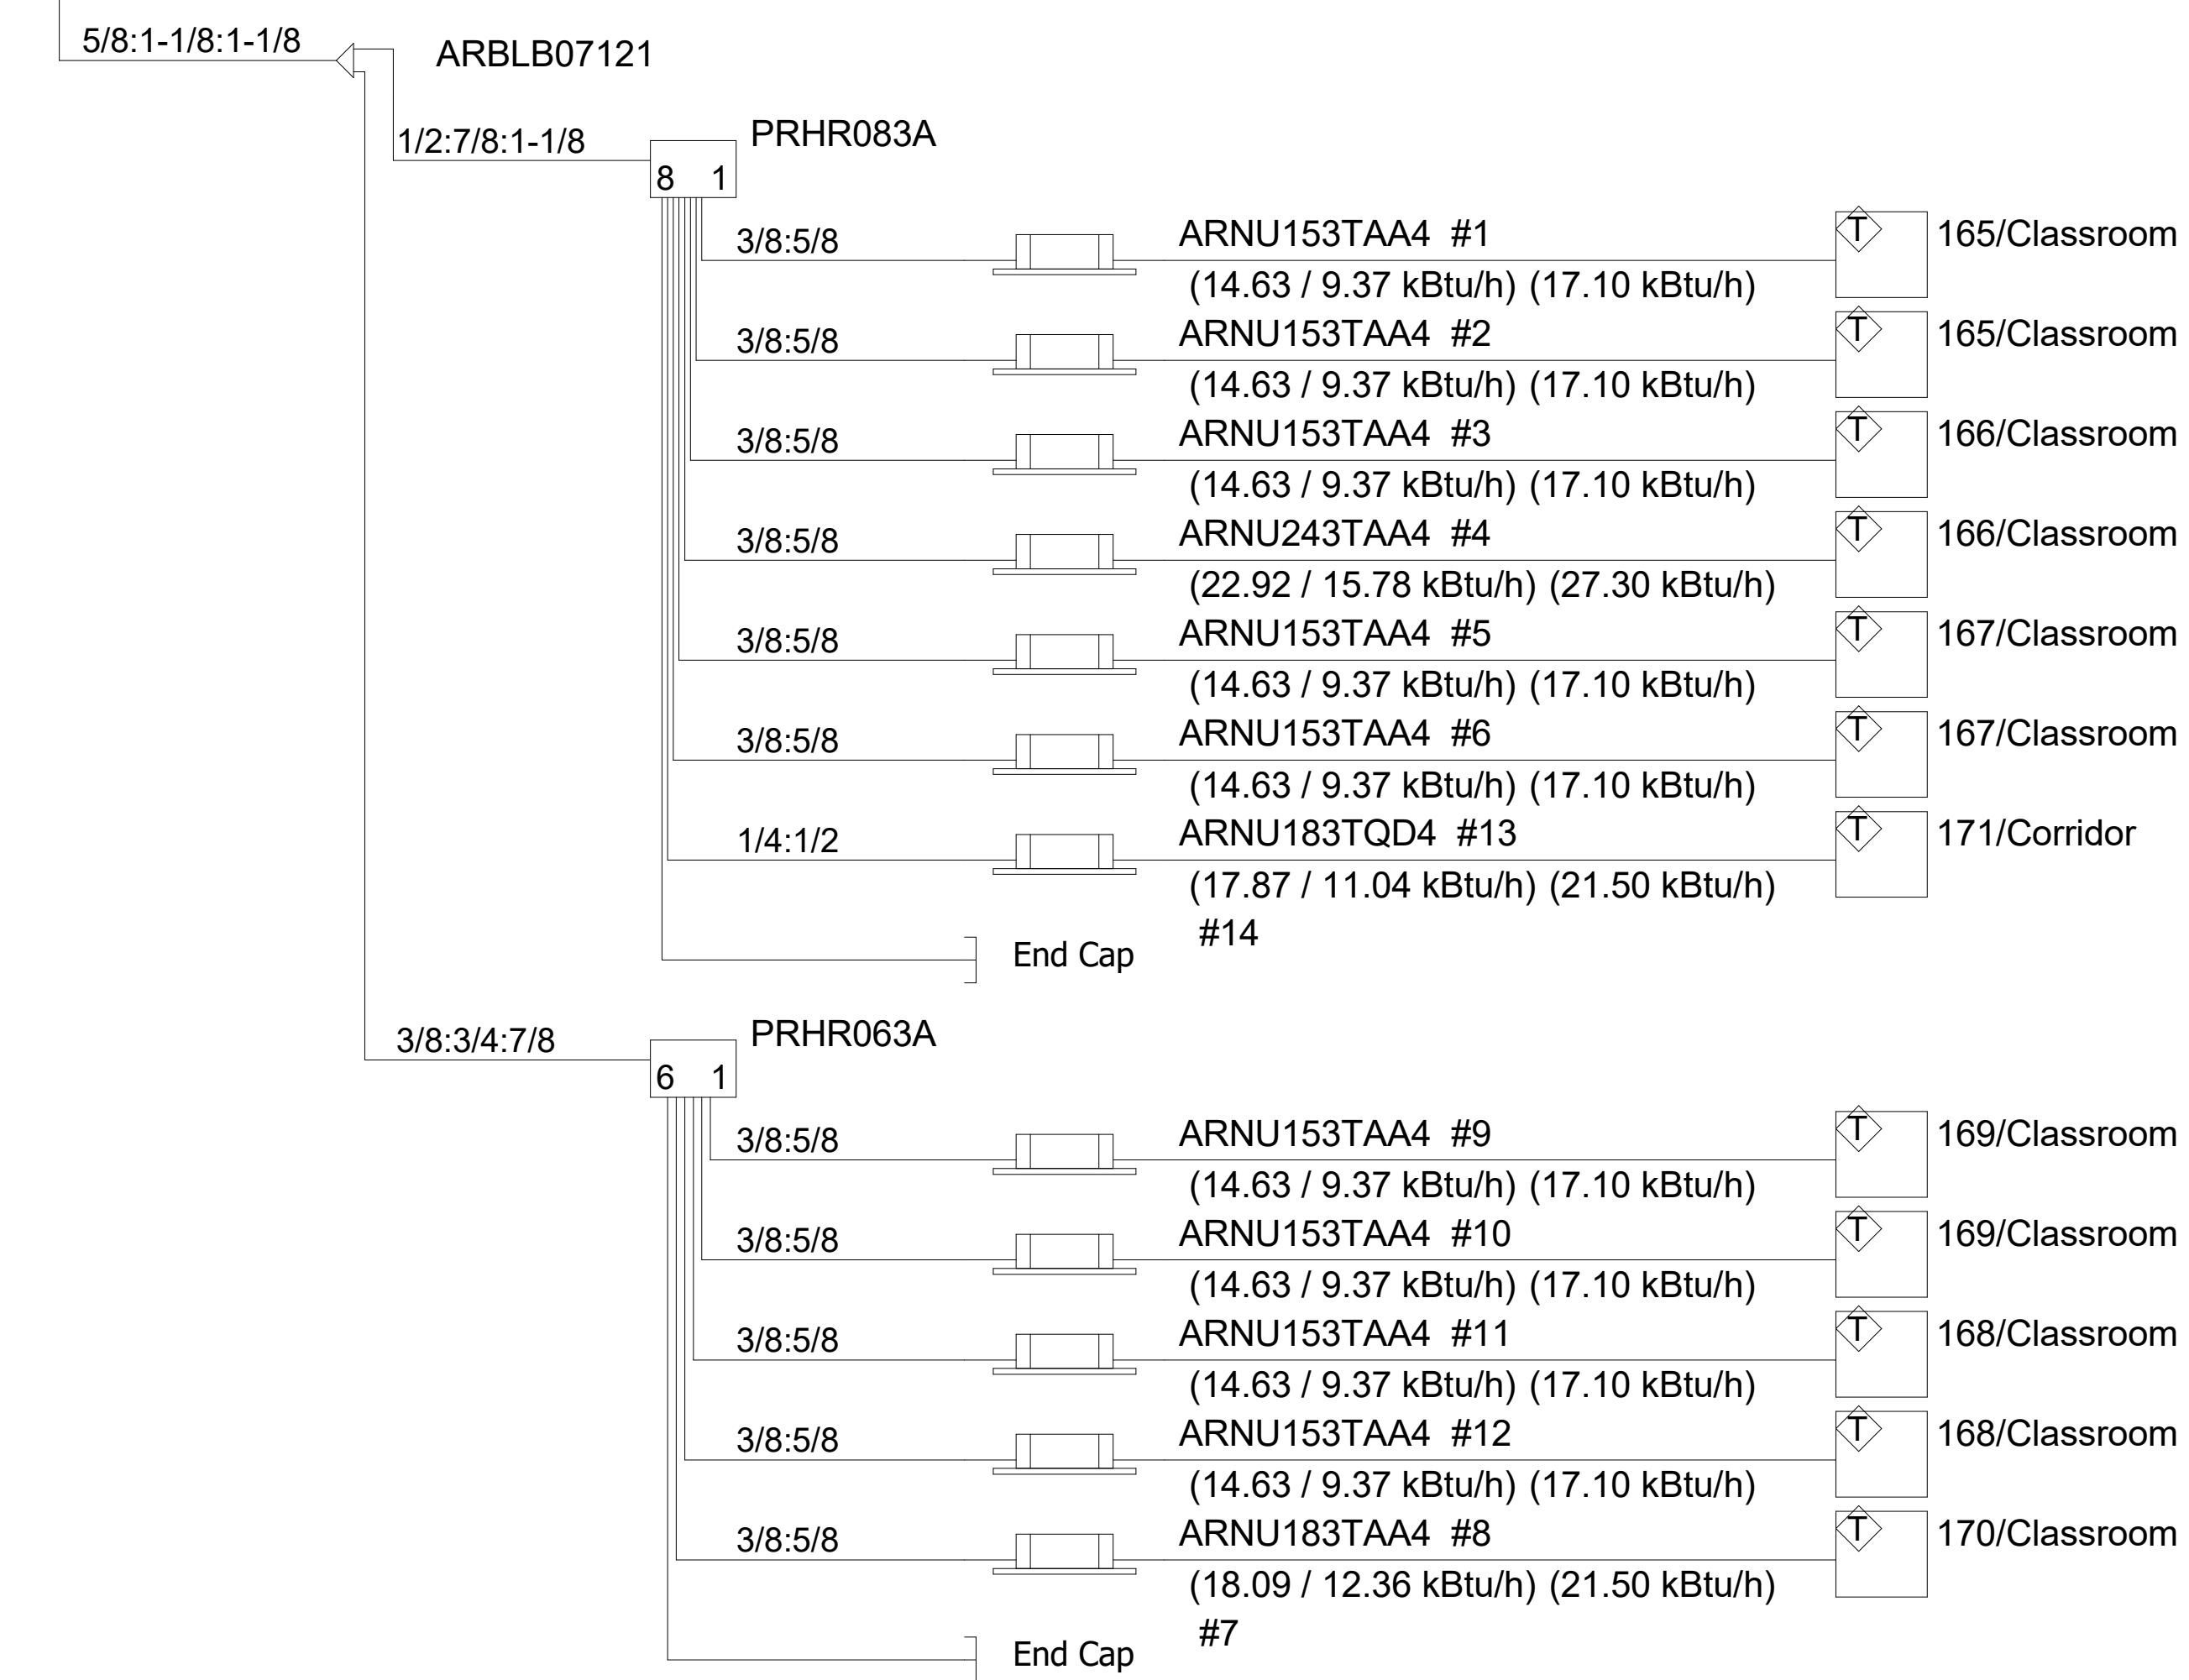 5/8:1-1/8:1-1/8
ARBLB07121
1/2:7/8:1-1/8
PRHR083A
8 1
3/8:5/8
ARNU153TAA4 #1
165/Classroom
(14.63 / 9.37 kBtu/h) (17.10 kBtu/h)
3/8:5/8
ARNU153TAA4 #2
165/Classroom
(14.63 / 9.37 kBtu/h) (17.10 kBtu/h)
3/8:5/8
ARNU153TAA4 #3
166/Classroom
(14.63 / 9.37 kBtu/h) (17.10 kBtu/h)
3/8:5/8
ARNU243TAA4 #4
166/Classroom
(22.92 / 15.78 kBtu/h) (27.30 kBtu/h)
3/8:5/8
ARNU153TAA4 #5
167/Classroom
(14.63 / 9.37 kBtu/h) (17.10 kBtu/h)
3/8:5/8
ARNU153TAA4 #6
167/Classroom
(14.63 / 9.37 kBtu/h) (17.10 kBtu/h)
1/4:1/2
ARNU183TQD4 #13
171/Corridor
(17.87 / 11.04 kBtu/h) (21.50 kBtu/h)
#14
End Cap
3/8:3/4:7/8
PRHR063A
6 1
3/8:5/8
ARNU153TAA4 #9
169/Classroom
(14.63 / 9.37 kBtu/h) (17.10 kBtu/h)
3/8:5/8
ARNU153TAA4 #10
169/Classroom
(14.63 / 9.37 kBtu/h) (17.10 kBtu/h)
3/8:5/8
ARNU153TAA4 #11
168/Classroom
(14.63 / 9.37 kBtu/h) (17.10 kBtu/h)
3/8:5/8
ARNU153TAA4 #12
168/Classroom
(14.63 / 9.37 kBtu/h) (17.10 kBtu/h)
3/8:5/8
ARNU183TAA4 #8
170/Classroom
(18.09 / 12.36 kBtu/h) (21.50 kBtu/h)
#7
End Cap
T
T
T
T
T
T
T
T
T
T
T
T